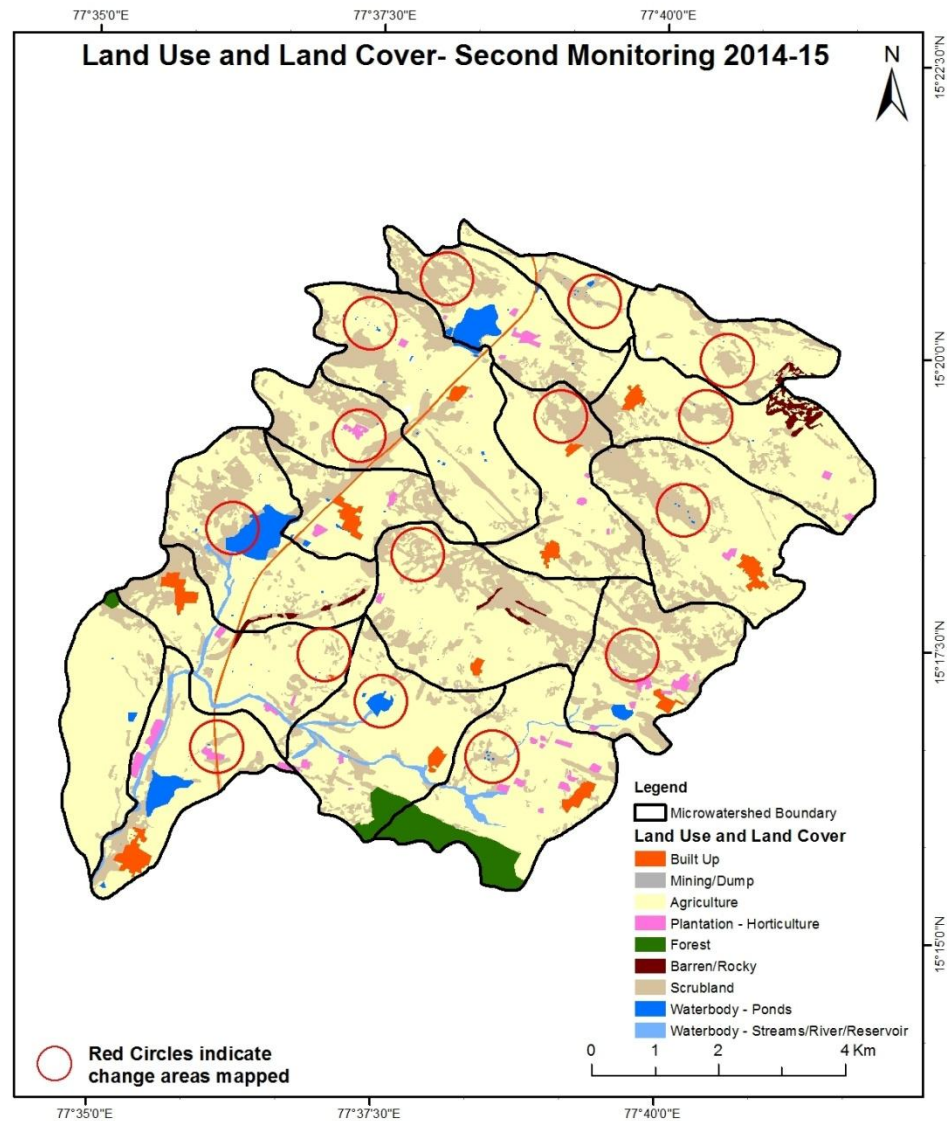 77°35'0"E
77°37'30"E
77°40'0"E
Land Use and Land Cover- Second Monitoring 2014-15
N
15°22'30"N
15°20'0"N
15°17'30"N
15°15'0"N
Legend
Microwatershed Boundary
Land Use and Land Cover
Built Up
Mining/Dump
Agriculture
Plantation - Horticulture
Forest
Barren/Rocky
Scrubland
Waterbody - Ponds
Waterbody - Streams/River/Reservoir
Red Circles indicate
change areas mapped
0 1 2 4 Km
77°35'0"E
77°37'30"E
77°40'0"E